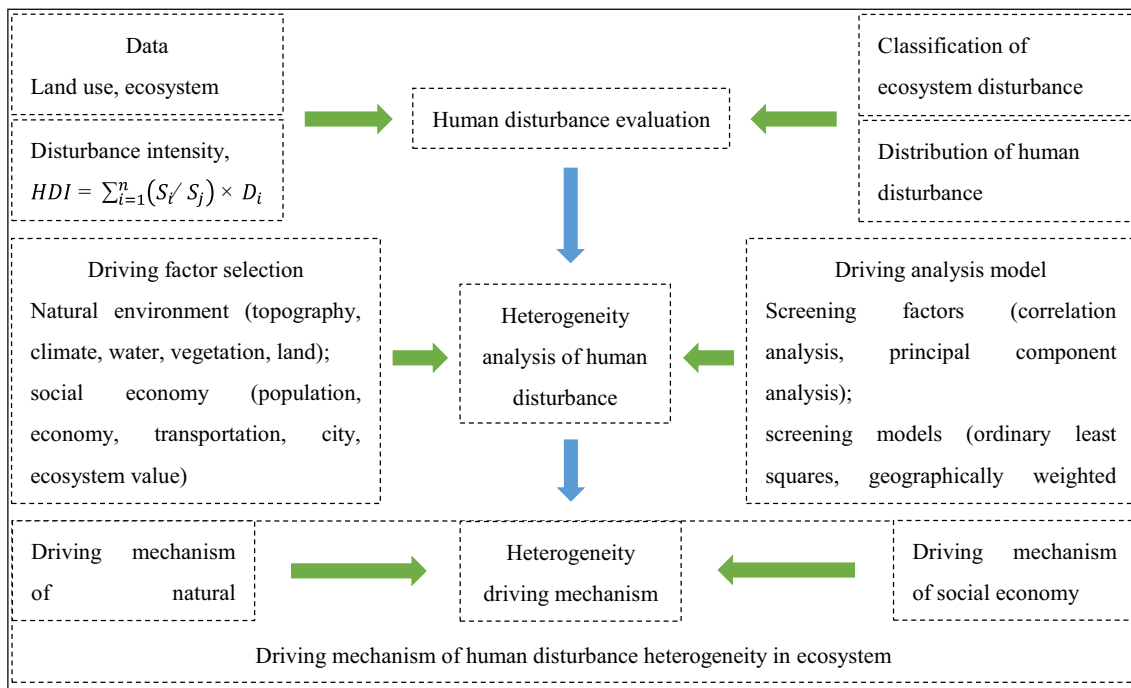 Data
Land use, ecosystem
Disturbance intensity,
HDI = ∑ⁿᵢ₌₁(Sᵢ/ Sⱼ) × Dᵢ
Human disturbance evaluation
Classification of
ecosystem disturbance
Distribution of human
disturbance
Driving factor selection
Natural environment (topography,
climate, water, vegetation, land);
social economy (population,
economy, transportation, city,
ecosystem value)
Heterogeneity
analysis of human
disturbance
Driving analysis model
Screening factors (correlation
analysis, principal component
analysis);
screening models (ordinary least
squares, geographically weighted
Driving mechanism
of natural
Heterogeneity
driving mechanism
Driving mechanism
of social economy
Driving mechanism of human disturbance heterogeneity in ecosystem